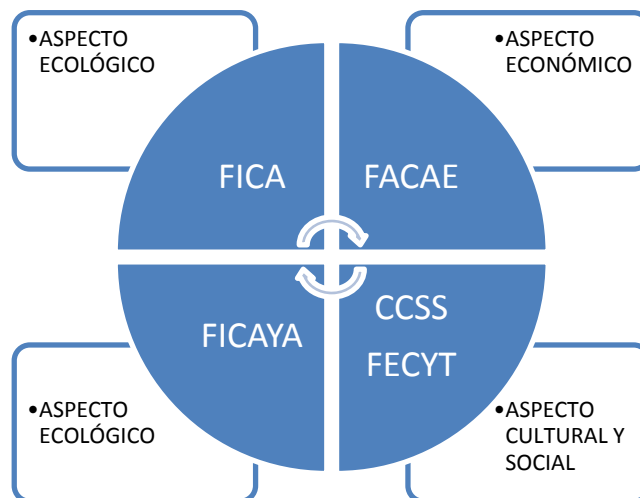 •ASPECTO
ECOLÓGICO
•ASPECTO
ECONÓMICO
FICA
FACAE
FICAYA
CCSS
FECYT
•ASPECTO
ECOLÓGICO
•ASPECTO
CULTURAL Y
SOCIAL